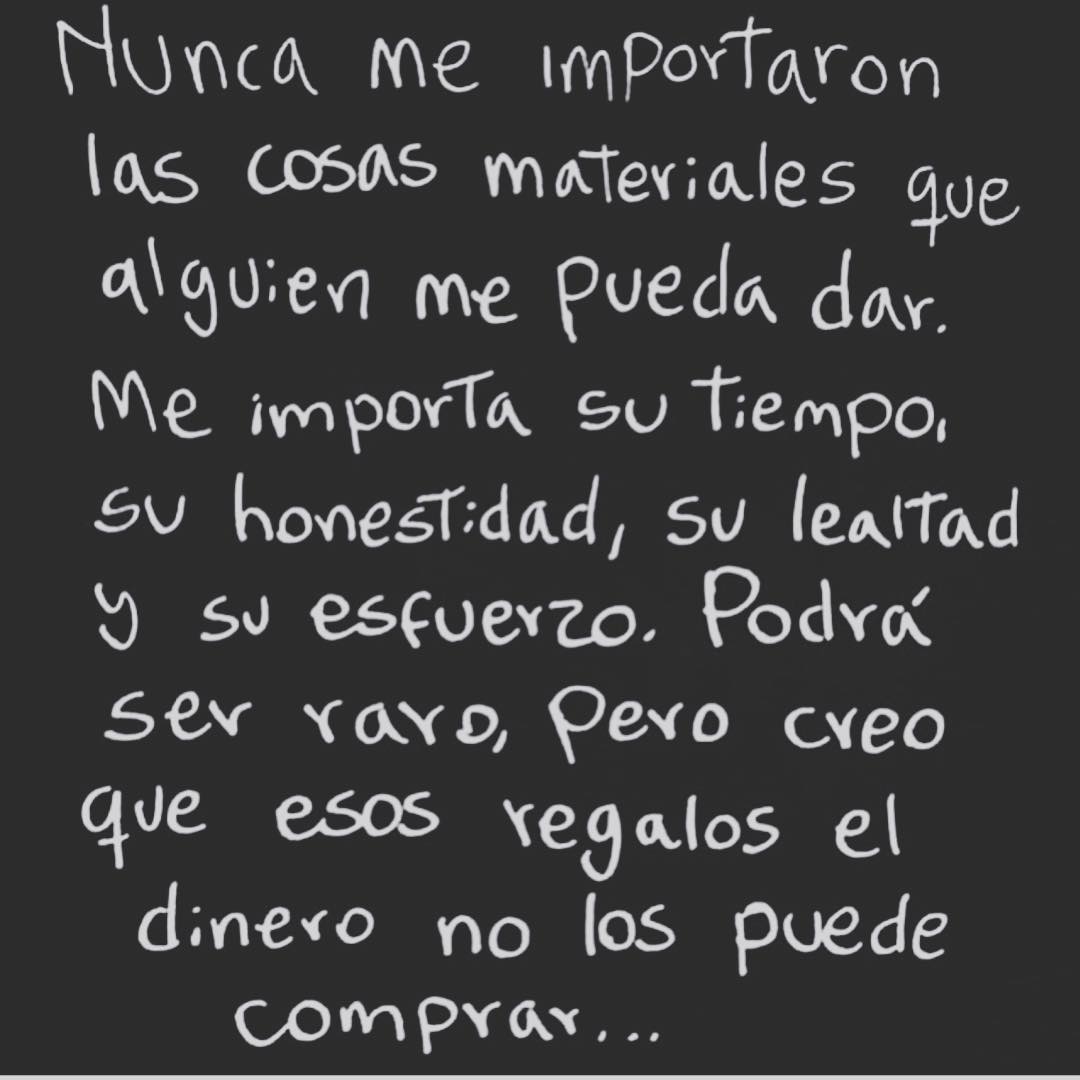 Nunca me importaron
las cosas materiales que
alguien me pueda dar.
Me importa su tiempo,
su honestidad, su lealtad
y su esfuerzo. Podrá
ser raro, pero creo
que esos regalos el
dinero no los puede
comprar...